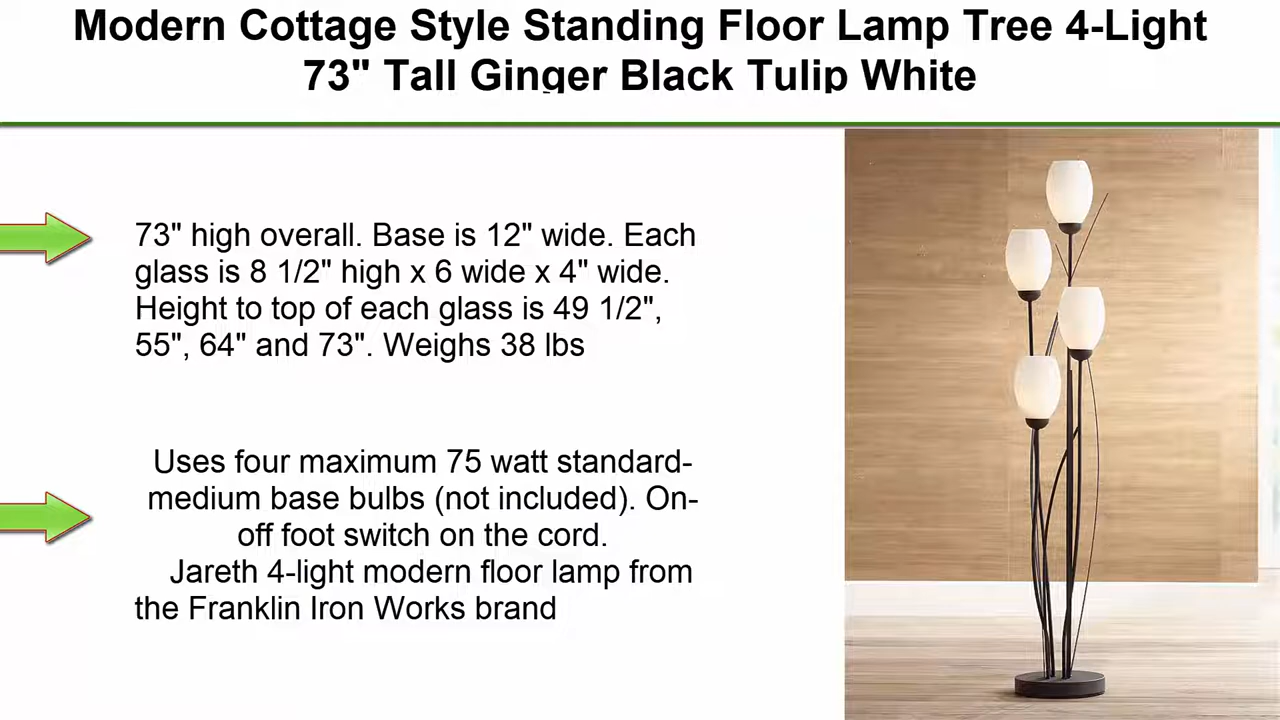 Modern Cottage Style Standing Floor Lamp Tree 4-Light
73" Tall Ginger Black Tulip White
73" high overall. Base is 12" wide. Each
glass is 8 1/2" high x 6 wide x 4" wide.
Height to top of each glass is 49 1/2",
55", 64" and 73". Weighs 38 lbs
Uses four maximum 75 watt standard-
medium base bulbs (not included). On-
off foot switch on the cord.
Jareth 4-light modern floor lamp from
the Franklin Iron Works brand